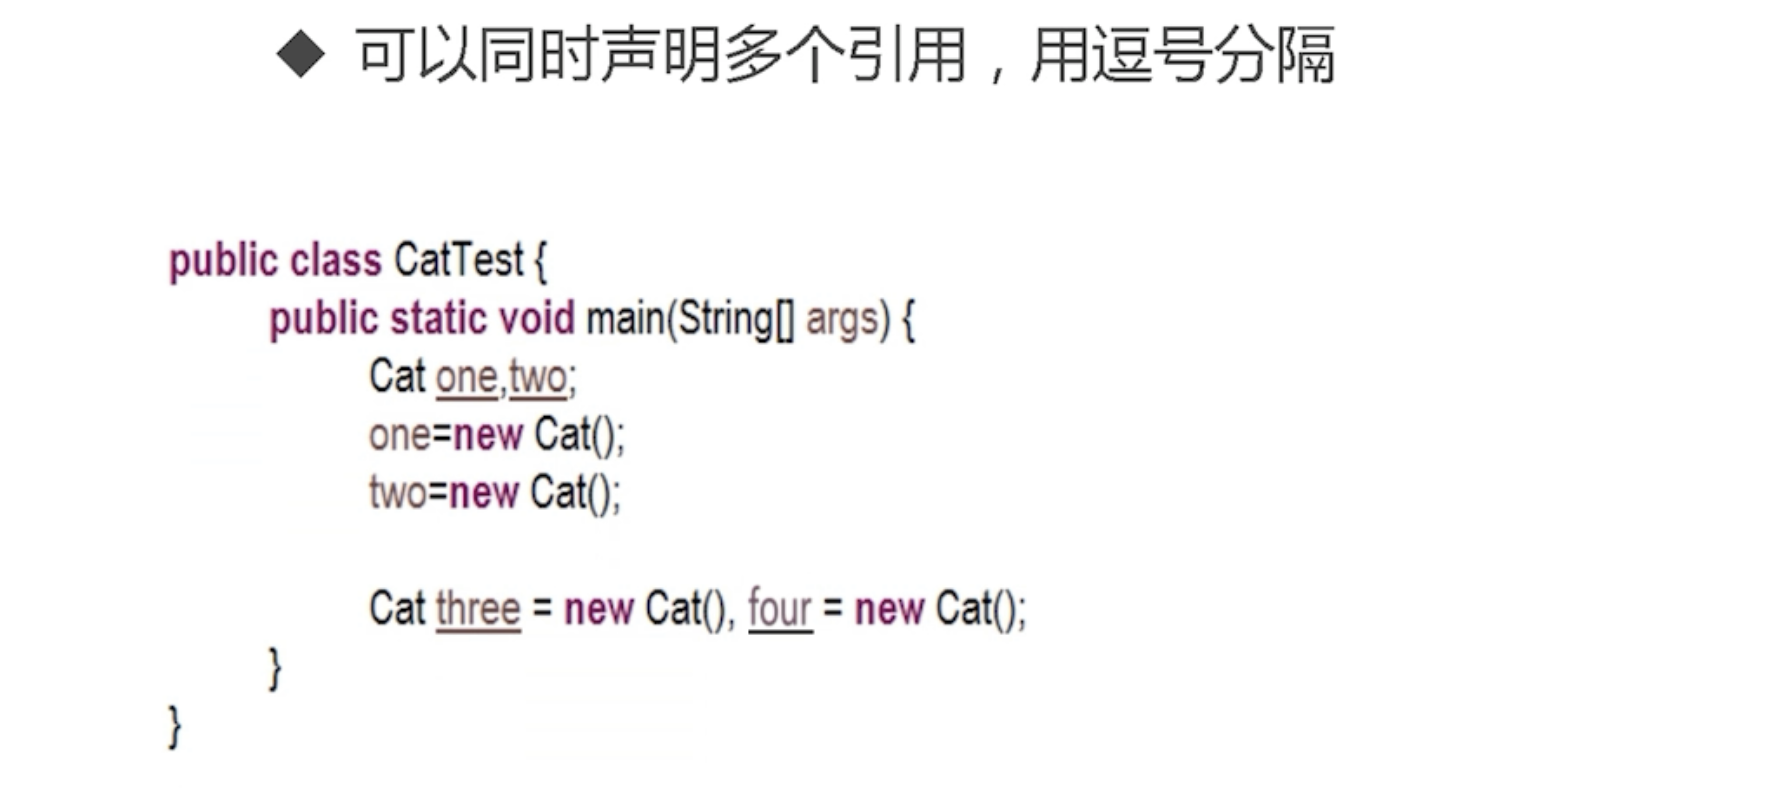 ◆ 可以同时声明多个引用，用逗号分隔
public class CatTest {
public static void main(String[] args) {
Cat one,two;
one=new Cat();
two=new Cat();
Cat three = new Cat(), four = new Cat();
}
}